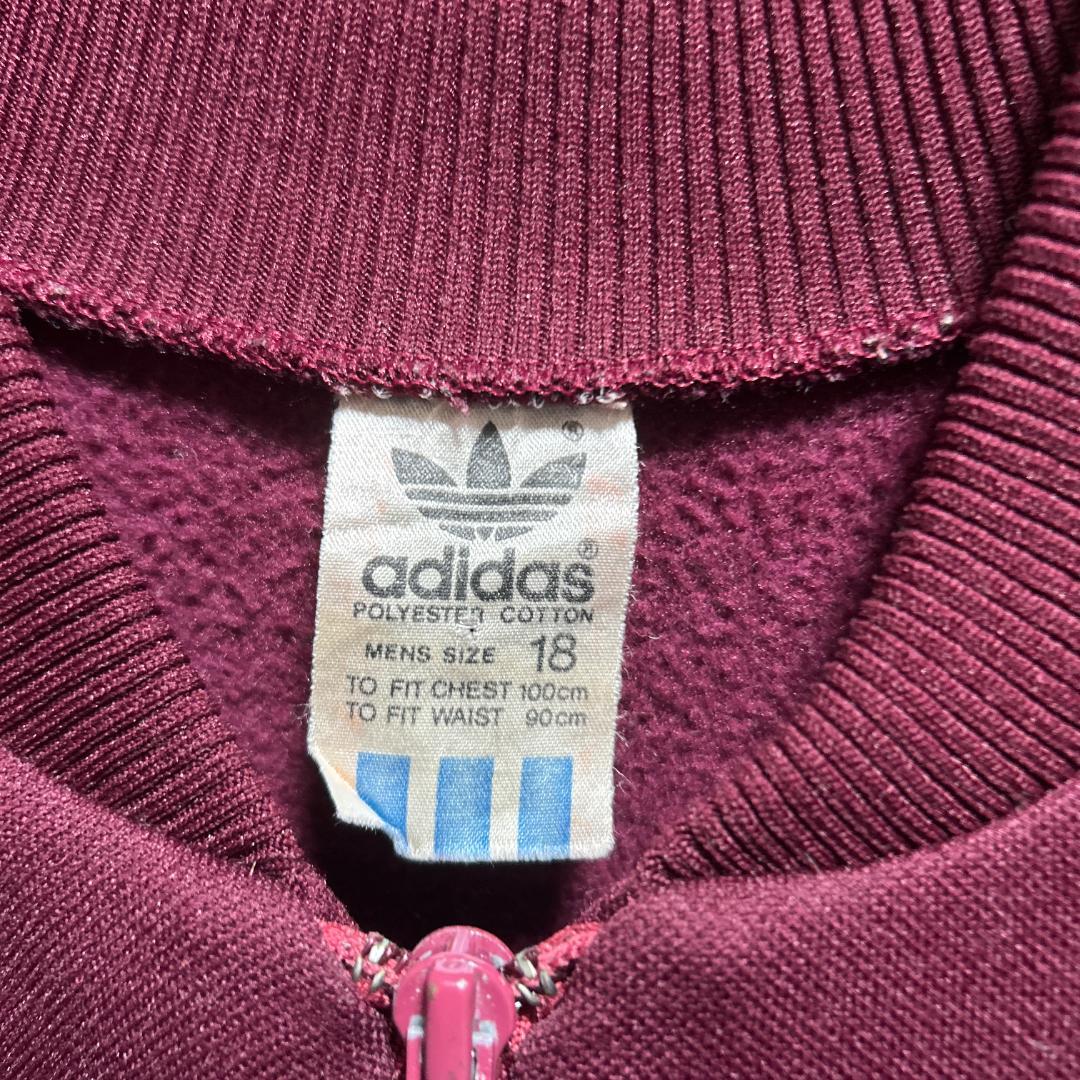 ®
adidas®
POLYESTER COTTON
MENS SIZE 18
TO FIT CHEST 100cm
TO FIT WAIST 90cm